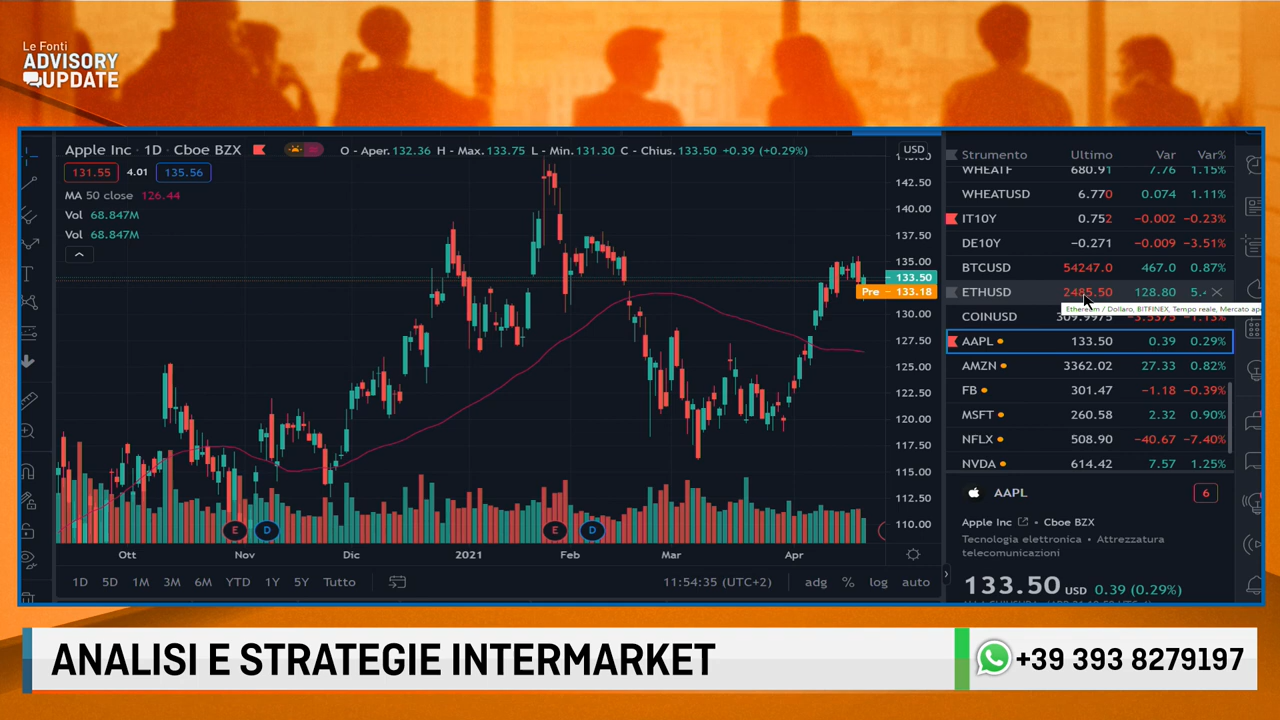 Le Fonti
ADVISORY
UPDATE
Apple Inc · 1D · Cboe BZX
O - Aper. 132.36 H - Max. 133.75 L - Min. 131.30 C - Chius. 133.50 +0.39 (+0.29%)
131.55 4.01 135.56
MA 50 close 126.44
Vol 68.847M
Vol 68.847M
USD
142.50
140.00
137.50
135.00
133.50
Pre 133.18
130.00
127.50
125.00
122.50
120.00
117.50
115.00
112.50
110.00
E D E D
Ott Nov Dic 2021 Feb Mar Apr
1D 5D 1M 3M 6M YTD 1Y 5Y Tutto 11:54:35 (UTC+2) adg % log auto
Strumento Ultimo Var Var%
WHEATF 680.91 7.76 1.15%
WHEATUSD 6.770 0.074 1.11%
IT10Y 0.752 −0.002 −0.23%
DE10Y −0.271 −0.009 −3.51%
BTCUSD 54247.0 467.0 0.87%
ETHUSD 2485.50 128.80
Ethereum / Dollaro, BITFINEX, Tempo reale, Mercato ap
COINUSD
AAPL 133.50 0.39 0.29%
AMZN 3362.02 27.33 0.82%
FB 301.47 −1.18 −0.39%
MSFT 260.58 2.32 0.90%
NFLX 508.90 −40.67 −7.40%
NVDA 614.42 7.57 1.25%
AAPL 6
Apple Inc • Cboe BZX
Tecnologia elettronica • Attrezzatura
telecomunicazioni
133.50 USD 0.39 (0.29%)
ANALISI E STRATEGIE INTERMARKET
+39 393 8279197